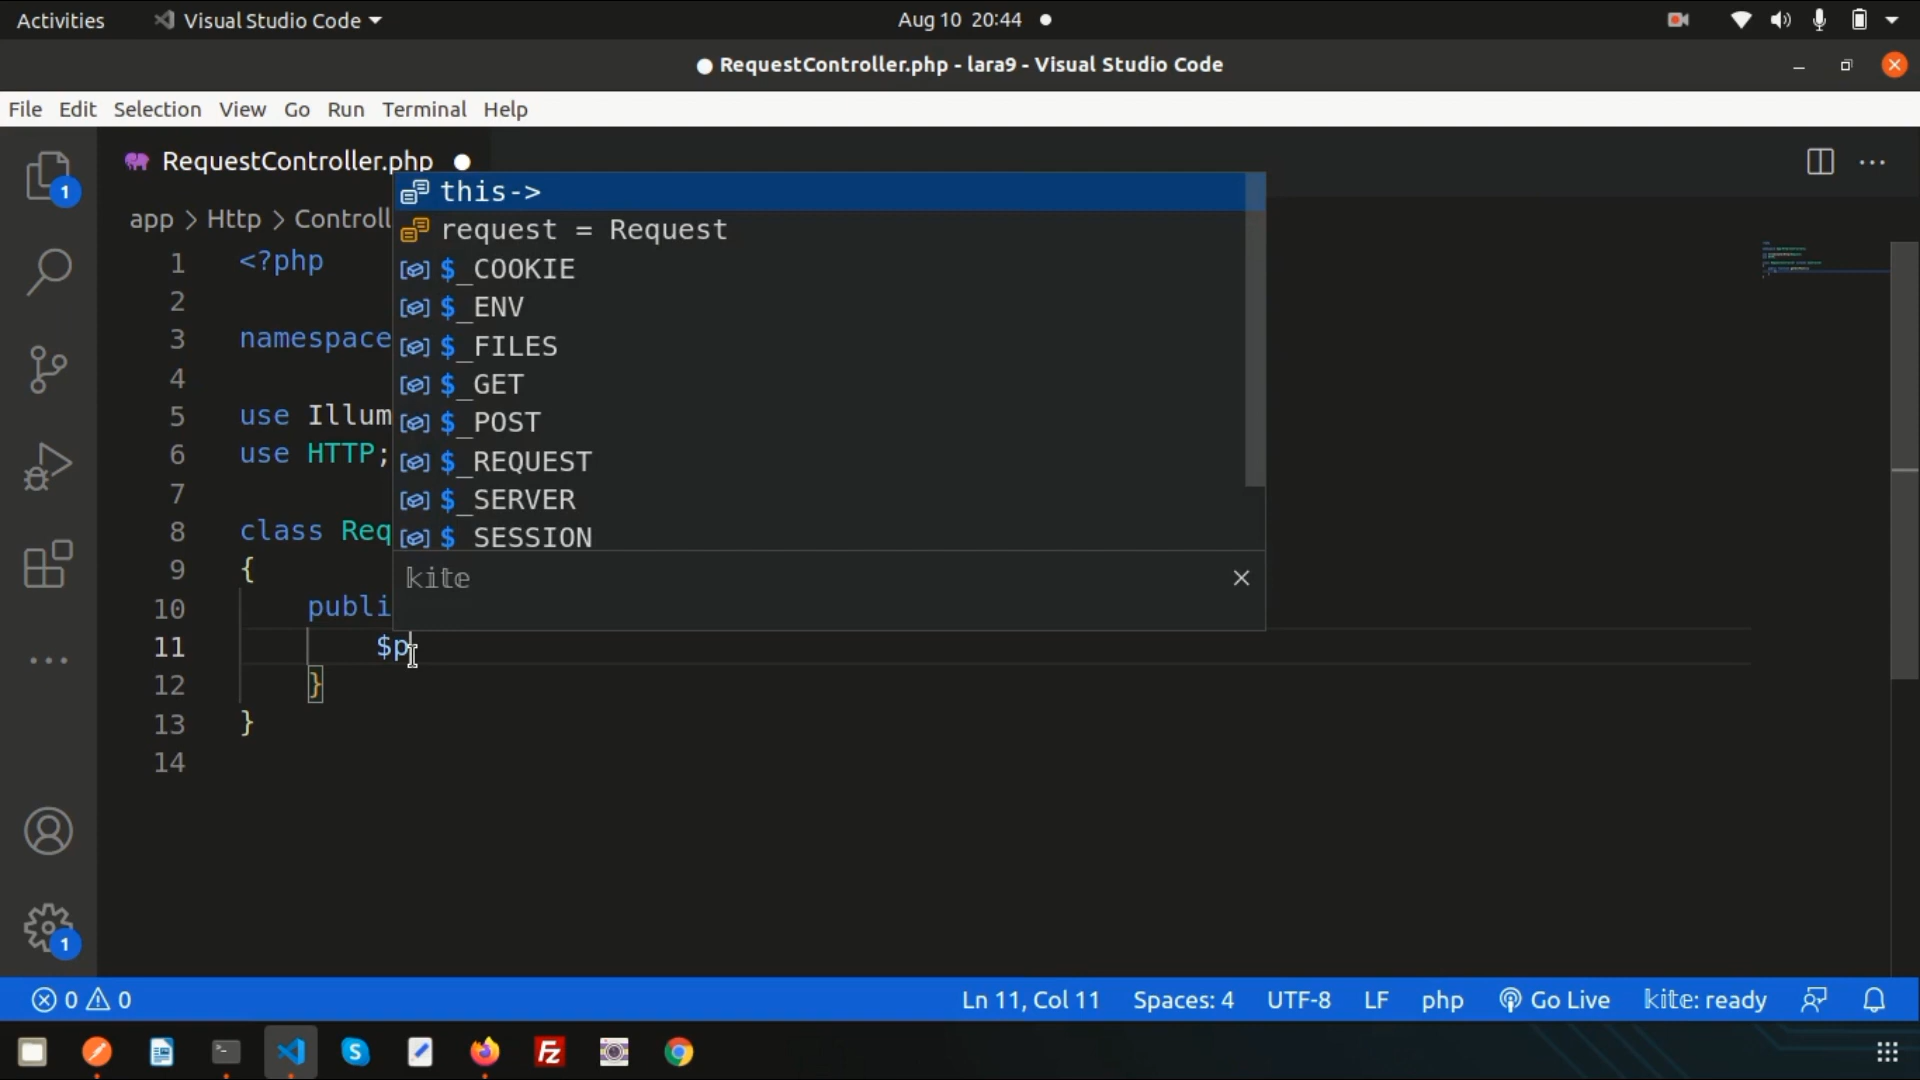 Activities Visual Studio Code Aug 10 20:44
RequestController.php - lara9 - Visual Studio Code
File Edit Selection View Go Run Terminal Help
1 RequestController.php
app > Http > Controll
this->
request = Request
$_COOKIE
$_ENV
$_FILES
$_GET
$_POST
$_REQUEST
$_SERVER
$_SESSION
kite
1 <?php
2
3 namespace
4
5 use Illum
6 use HTTP;
7
8 class Req
9 {
10 publi
11 $p
12 }
13 }
14
1
0 0 Ln 11, Col 11 Spaces: 4 UTF-8 LF php Go Live kite: ready